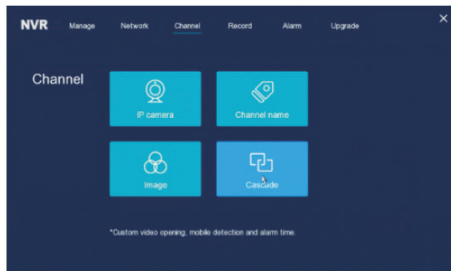 NVR Manage Network Channel Record Alarm Upgrade
Channel
IP camera Channel name
Image Cascade
*Custom video opening, mobile detection and alarm time.